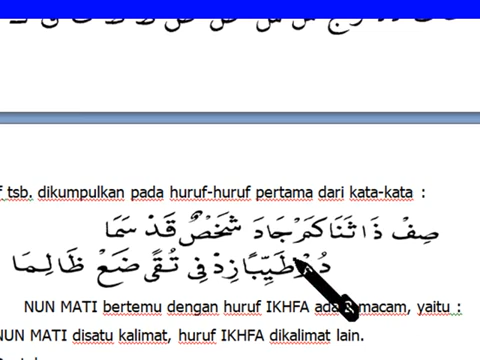 f tsb. dikumpulkan pada huruf-huruf pertama dari kata-kata :
صِفْ ذَا ثَنَا كَمْ جَادَ شَخْصٌ قَدْ سَمَا
دُمْ طَيِّبًا زِدْ فِي تُقًى ضَعْ ظَالِمَا
NUN MATI bertemu dengan huruf IKHFA ada macam, yaitu :
NUN MATI disatu kalimat, huruf IKHFA dikalimat lain.